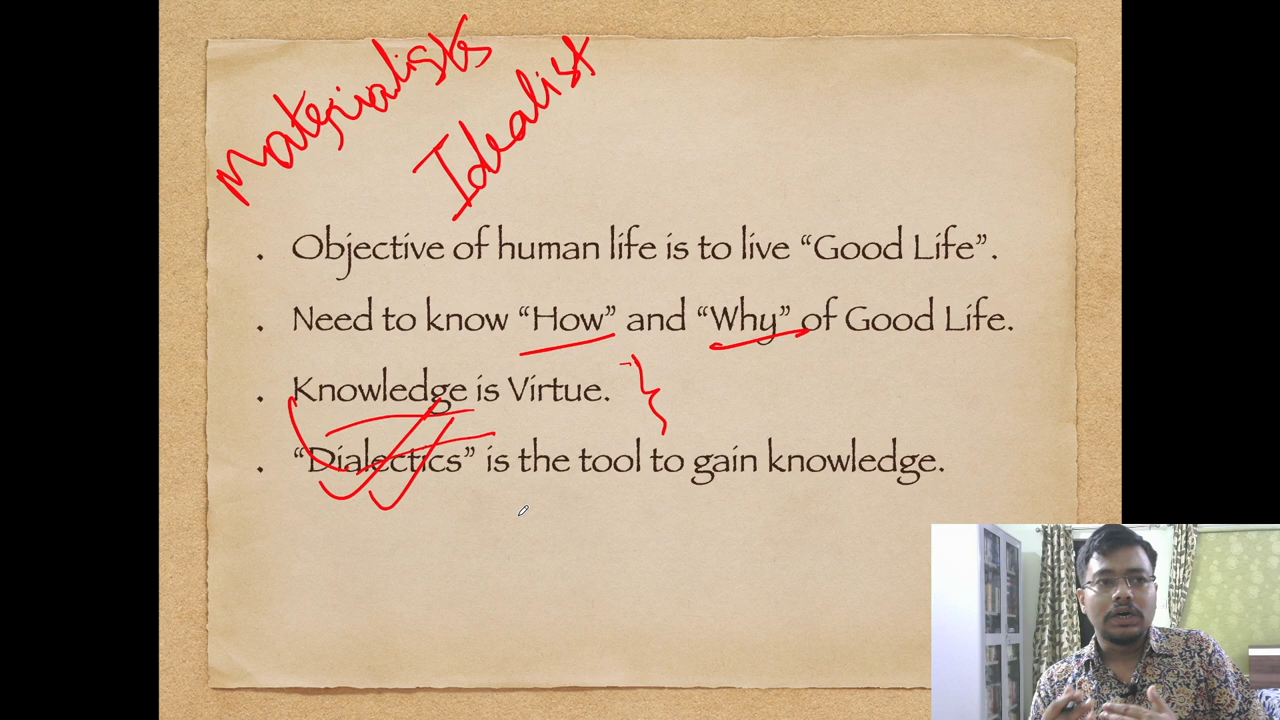 Materialists
Idealist
. Objective of human life is to live “Good Life”.
. Need to know “How” and “Why” of Good Life.
. Knowledge is Virtue.
. “Dialectics” is the tool to gain knowledge.